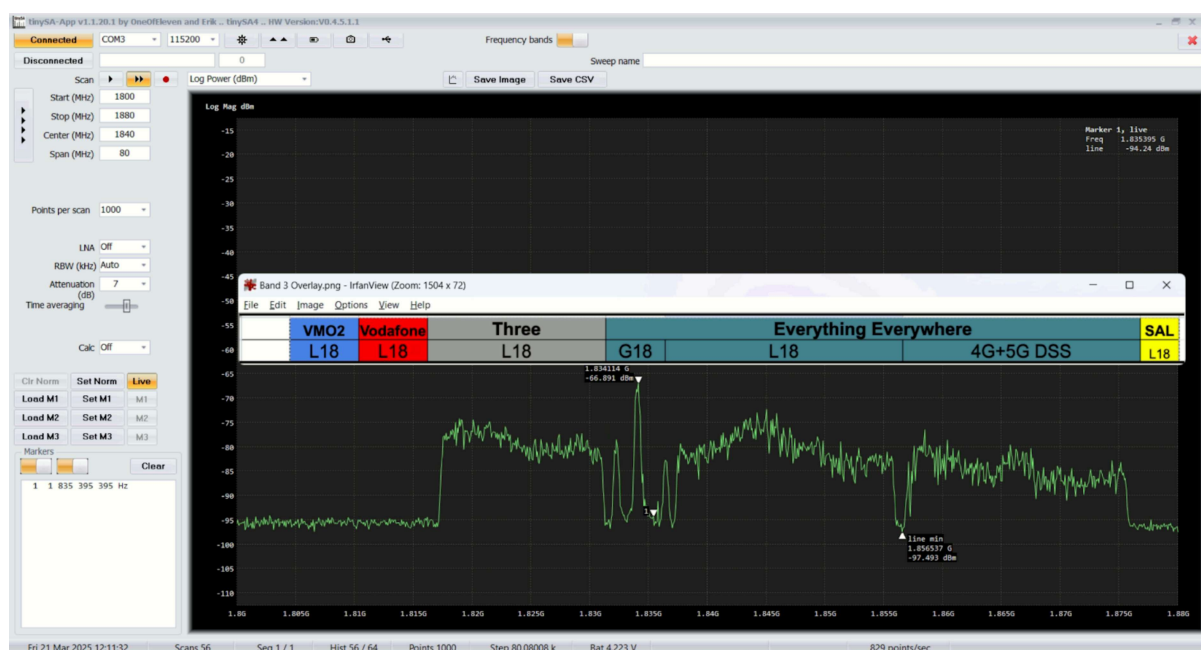 tinySA-App v1.1.20.1 by OneOfEleven and Erik .. tinySA4 .. HW Version:V0.4.5.1.1
Connected COM3 115200 Frequency bands
Disconnected 0 Sweep name
Scan Log Power (dBm) Save Image Save CSV
Start (MHz) 1800
Stop (MHz) 1880
Center (MHz) 1840
Span (MHz) 80
Points per scan 1000
LNA Off
RBW (kHz) Auto
Attenuation (dB) 7
Time averaging
Calc Off
Clr Norm Set Norm Live
Load M1 Set M1 M1
Load M2 Set M2 M2
Load M3 Set M3 M3
Markers
Clear
1 1 835 395 395 Hz
Log Mag dBm
Marker 1, live
Freq 1.835395 G
line -94.24 dBm
-15
-20
-25
-30
-35
-40
-45
-50
-55
-60
-65
-70
-75
-80
-85
-90
-95
-100
-105
-110
Band 3 Overlay.png - IrfanView (Zoom: 1504 x 72)
File Edit Image Options View Help
VMO2 Vodafone Three Everything Everywhere SAL
L18 L18 L18 G18 L18 4G+5G DSS L18
1.834114 G
-66.891 dBm
1
line min
1.856537 G
-97.493 dBm
1.8G 1.805G 1.81G 1.815G 1.82G 1.825G 1.83G 1.835G 1.84G 1.845G 1.85G 1.855G 1.86G 1.865G 1.87G 1.875G 1.88G
Fri 21 Mar 2025 12:11:32 Scans 56 Seg 1 / 1 Hist 56 / 64 Points 1000 Step 80.08008 k Bat 4.223 V 829 points/sec